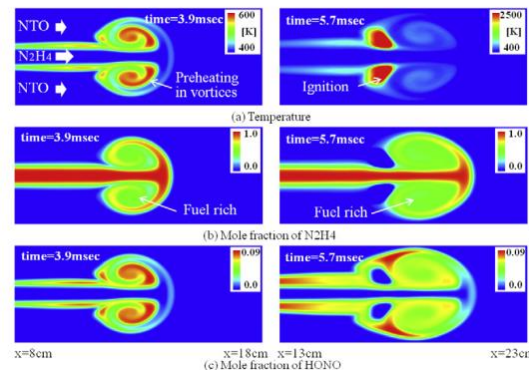 NTO
N2H4
NTO
time=3.9msec
600
[K]
400
Preheating
in vortices
time=5.7msec
2500
[K]
400
Ignition
(a) Temperature
time=3.9msec
1.0
0.0
Fuel rich
time=5.7msec
1.0
0.0
Fuel rich
(b) Mole fraction of N2H4
time=3.9msec
0.09
0.0
time=5.7msec
0.09
0.0
x=8cm
x=18cm
x=13cm
x=23cm
(c) Mole fraction of HONO